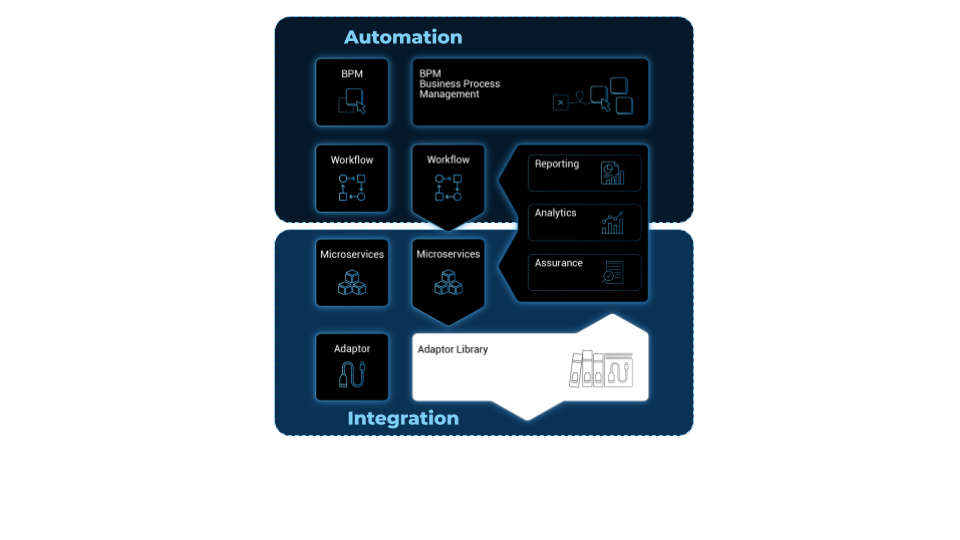 Automation
BPM
BPM
Business Process
Management
Workflow
Workflow
Reporting
Analytics
Microservices
Microservices
Assurance
Adaptor
Adaptor Library
Integration